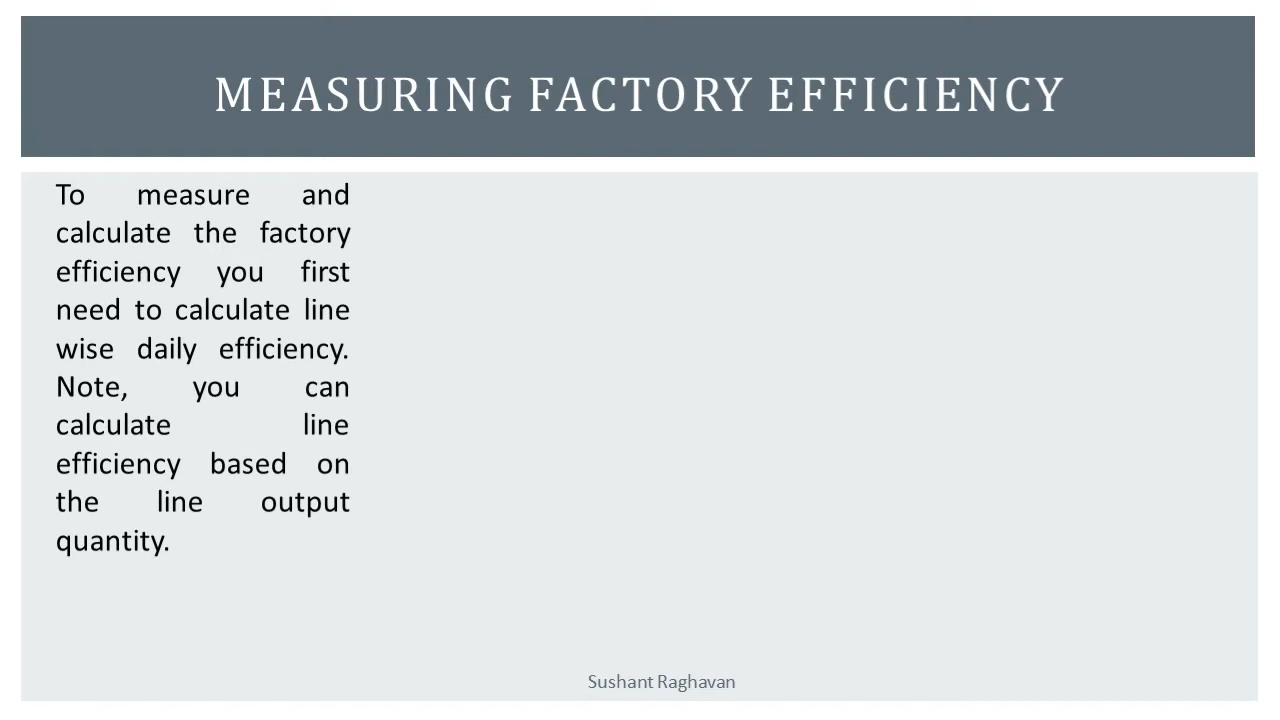 MEASURING FACTORY EFFICIENCY
To measure and
calculate the factory
efficiency you first
need to calculate line
wise daily efficiency.
Note, you can
calculate line
efficiency based on
the line output
quantity.
Sushant Raghavan